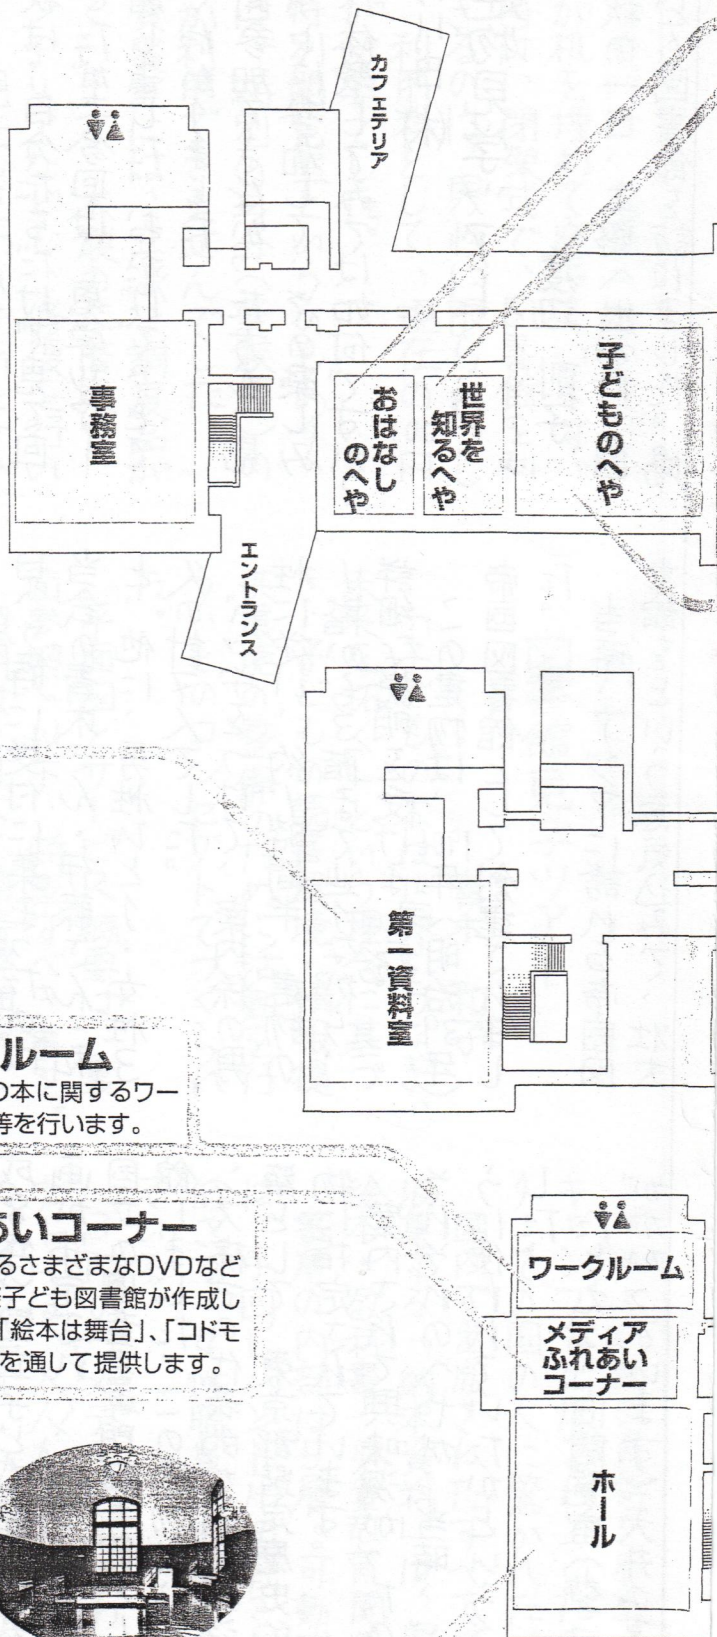 カフェテリア
事務室
おはなし
のへや
世界を
知るへや
子どものへや
エントランス
第一資料室
ルーム
の本に関するワー
等を行います。
あいコーナー
るさまざまなDVDなど
子ども図書館が作成し
「絵本は舞台」、「コドモ
を通して提供します。
ワークルーム
メディア
ふれあい
コーナー
ホール